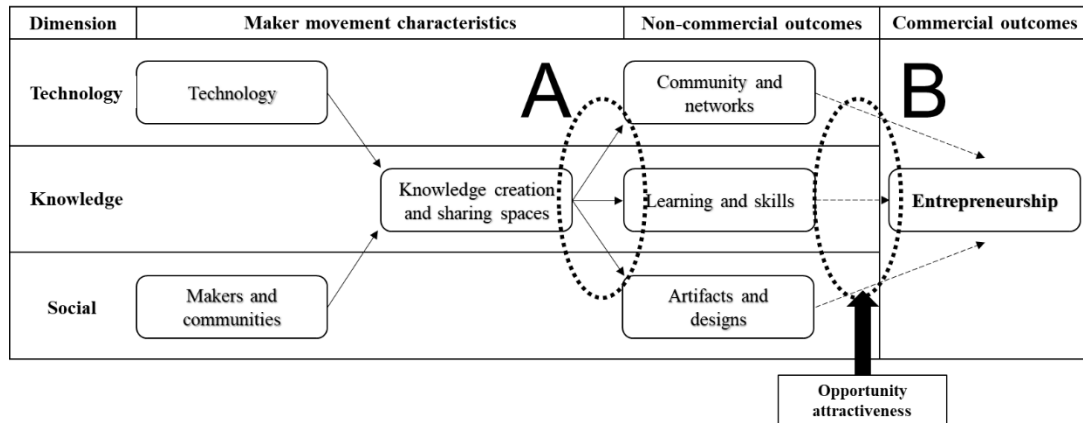 Dimension
Maker movement characteristics
Non-commercial outcomes
Commercial outcomes
Technology
Technology
A
Community and
networks
B
Knowledge
Knowledge creation
and sharing spaces
Learning and skills
Entrepreneurship
Social
Makers and
communities
Artifacts and
designs
Opportunity
attractiveness